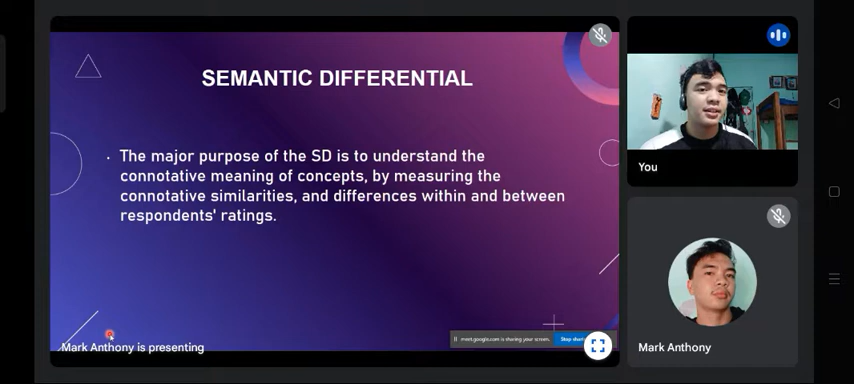 SEMANTIC DIFFERENTIAL
The major purpose of the SD is to understand the
connotative meaning of concepts, by measuring the
connotative similarities, and differences within and between
respondents' ratings.
Mark Anthony is presenting
meet.google.com is sharing your screen.
You
Mark Anthony